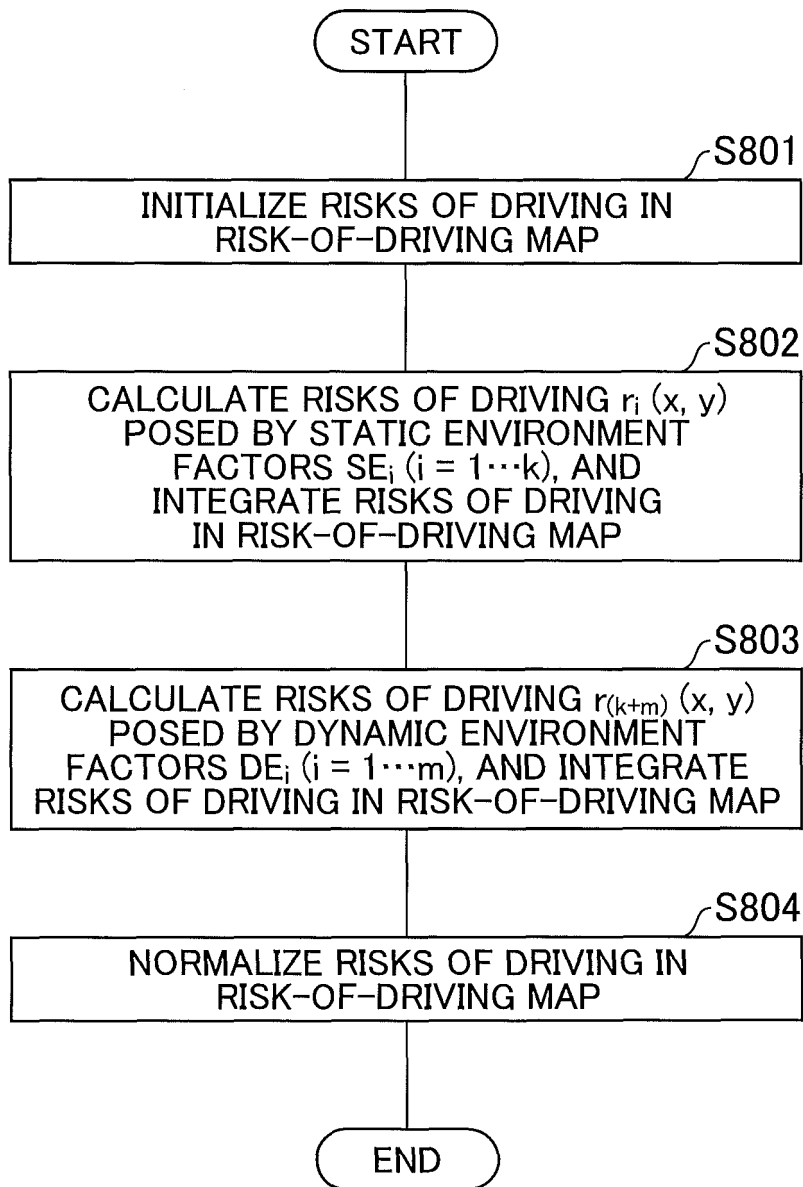 START
S801
INITIALIZE RISKS OF DRIVING IN
RISK-OF-DRIVING MAP
S802
CALCULATE RISKS OF DRIVING rᵢ (x, y)
POSED BY STATIC ENVIRONMENT
FACTORS SEᵢ (i = 1⋯k), AND
INTEGRATE RISKS OF DRIVING
IN RISK-OF-DRIVING MAP
S803
CALCULATE RISKS OF DRIVING r₍ₖ₊ₘ₎ (x, y)
POSED BY DYNAMIC ENVIRONMENT
FACTORS DEᵢ (i = 1⋯m), AND INTEGRATE
RISKS OF DRIVING IN RISK-OF-DRIVING MAP
S804
NORMALIZE RISKS OF DRIVING IN
RISK-OF-DRIVING MAP
END